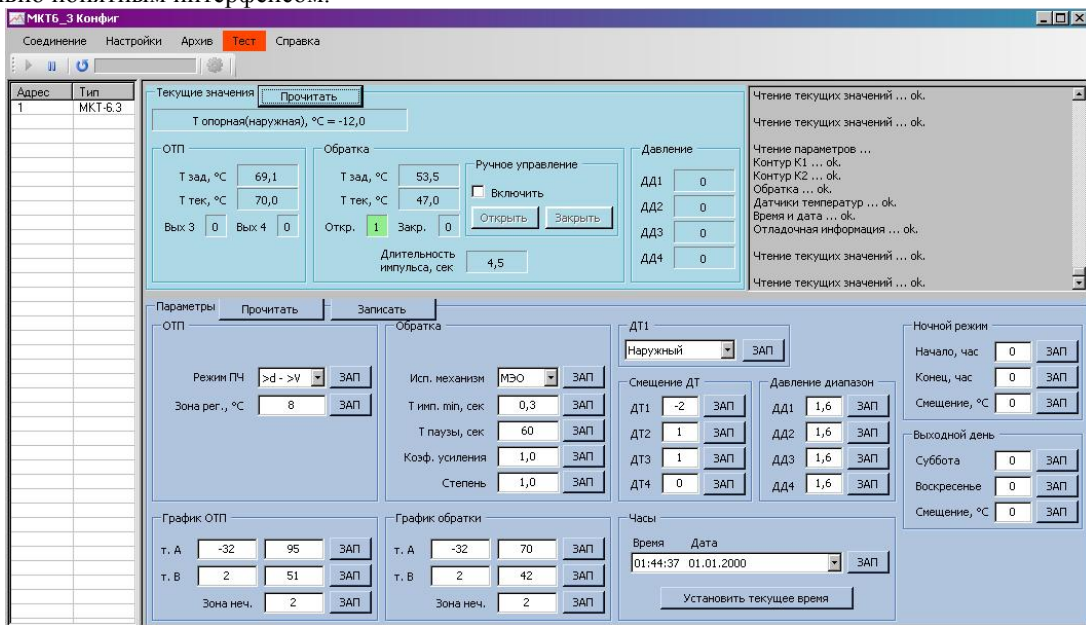 льно понятным интерфейсом.
МКТ6_3 Конфиг
Соединение Настройки Архив Тест Справка
Адрес Тип
1 МКТ-6.3
Текущие значения Прочитать
Т опорная(наружная), °С = -12,0
ОТП
Т зад, °С 69,1
Т тек, °С 70,0
Вых 3 0 Вых 4 0
Обратка
Т зад, °С 53,5
Т тек, °С 47,0
Откр. 1 Закр. 0
Ручное управление
Включить
Открыть Закрыть
Длительность
импульса, сек 4,5
Давление
ДД1 0
ДД2 0
ДД3 0
ДД4 0
Чтение текущих значений ... ok.
Чтение текущих значений ... ok.
Чтение параметров ...
Контур К1 ... ok.
Контур К2 ... ok.
Обратка ... ok.
Датчики температур ... ok.
Время и дата ... ok.
Отладочная информация ... ok.
Чтение текущих значений ... ok.
Чтение текущих значений ... ok.
Параметры Прочитать Записать
ОТП
Режим ПЧ >d - >V ЗАП
Зона рег., °С 8 ЗАП
Обратка
Исп. механизм МЭО ЗАП
Т имп. min, сек 0,3 ЗАП
Т паузы, сек 60 ЗАП
Коэф. усиления 1,0 ЗАП
Степень 1,0 ЗАП
ДТ1
Наружный ЗАП
Смещение ДТ
ДТ1 -2 ЗАП
ДТ2 1 ЗАП
ДТ3 1 ЗАП
ДТ4 0 ЗАП
Давление диапазон
ДД1 1,6 ЗАП
ДД2 1,6 ЗАП
ДД3 1,6 ЗАП
ДД4 1,6 ЗАП
Ночной режим
Начало, час 0 ЗАП
Конец, час 0 ЗАП
Смещение, °С 0 ЗАП
Выходной день
Суббота 0 ЗАП
Воскресенье 0 ЗАП
Смещение, °С 0 ЗАП
График ОТП
т. А -32 95 ЗАП
т. В 2 51 ЗАП
Зона неч. 2 ЗАП
График обратки
т. А -32 70 ЗАП
т. В 2 42 ЗАП
Зона неч. 2 ЗАП
Часы
Время Дата
01:44:37 01.01.2000 ЗАП
Установить текущее время